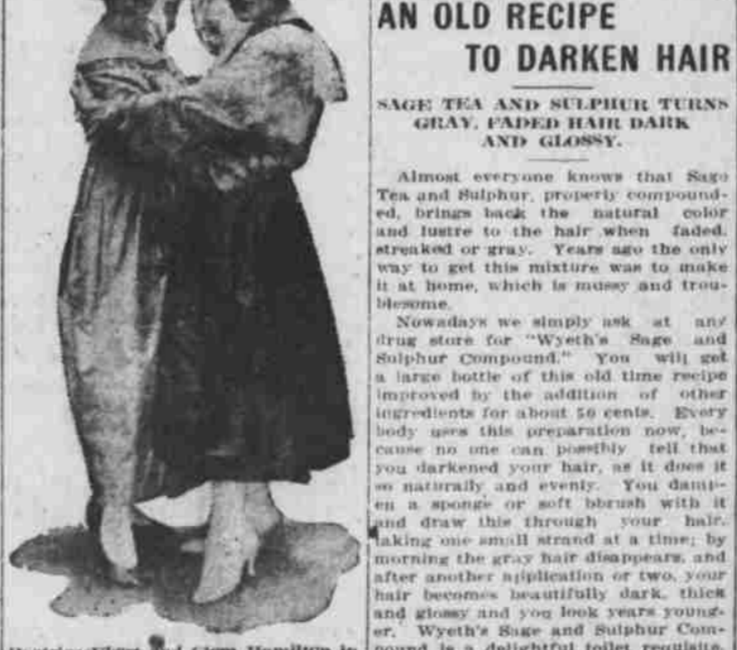 AN OLD RECIPE
TO DARKEN HAIR
SAGE TEA AND SULPHUR TURNS
GRAY, FADED HAIR DARK
AND GLOSSY.
Almost everyone knows that Sage
Tea and Sulphur, properly compound-
ed, brings back the natural color
and lustre to the hair when faded,
streaked or gray. Years ago the only
way to get this mixture was to make
it at home, which is mussy and trou-
blesome.
Nowadays we simply ask at any
drug store for "Wyeth's Sage and
Sulphur Compound." You will get
a large bottle of this old time recipe
improved by the addition of other
ingredients for about 50 cents. Every
body uses this preparation now, be-
cause no one can possibly tell that
you darkened your hair, as it does it
so naturally and evenly. You damp-
en a sponge or soft bbrush with it
and draw this through your hair,
taking one small strand at a time; by
morning the gray hair disappears, and
after another application or two, your
hair becomes beautifully dark, thick
and glossy and you look years young-
er. Wyeth's Sage and Sulphur Com-
pound is a delightful toilet requisite.
and Hamilton in